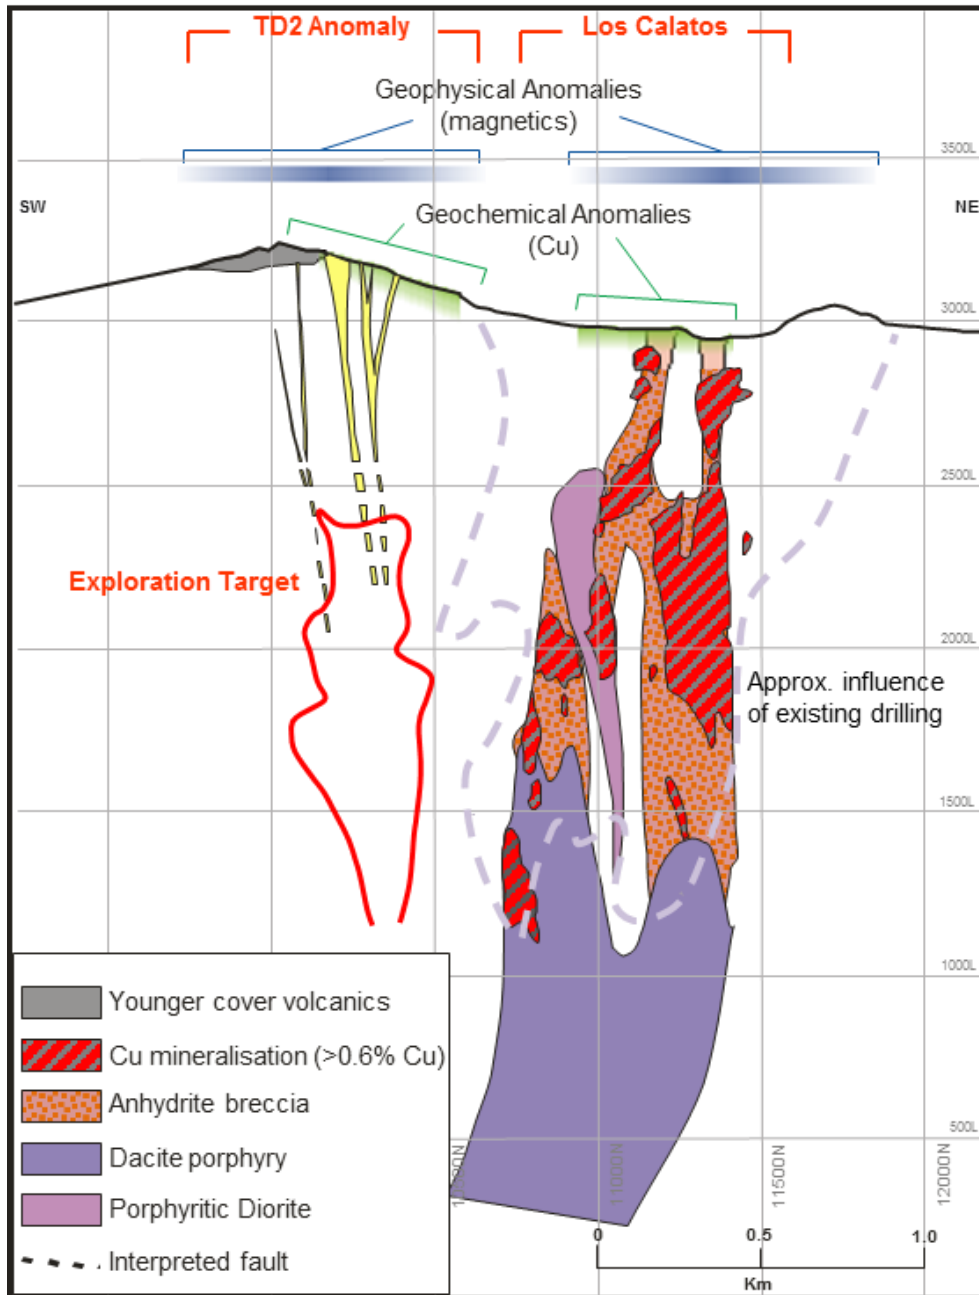 TD2 Anomaly
Los Calatos
Geophysical Anomalies
(magnetics)
3500L
SW
NE
Geochemical Anomalies
(Cu)
3000L
2500L
Exploration Target
2000L
Approx. influence
of existing drilling
1500L
1000L
Younger cover volcanics
Cu mineralisation (>0.6% Cu)
Anhydrite breccia
Dacite porphyry
Porphyritic Diorite
Interpreted fault
500L
11000N
11500N
12000N
0
0.5
1.0
Km